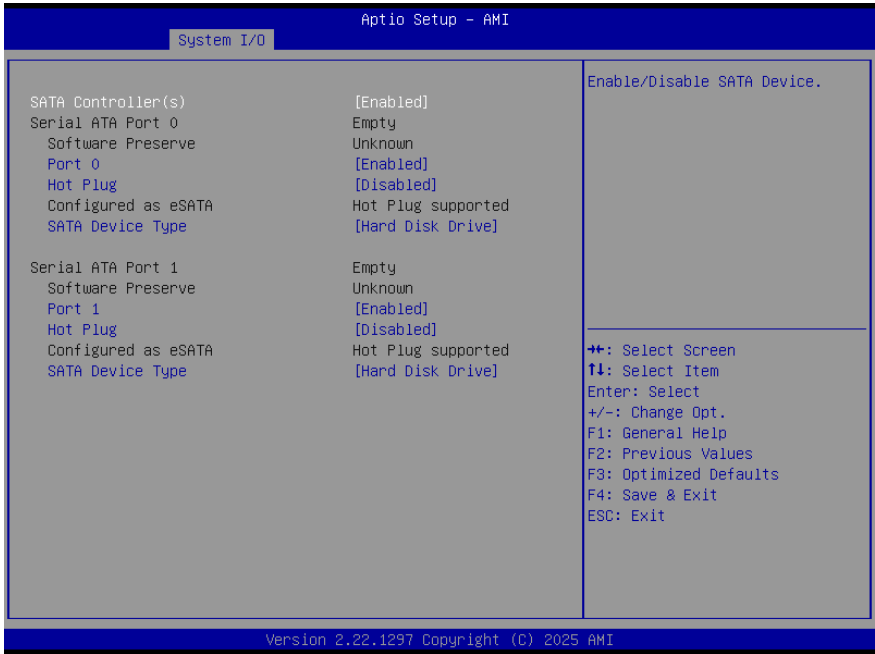 Aptio Setup - AMI
System I/O
SATA Controller(s) [Enabled]
Serial ATA Port 0 Empty
Software Preserve Unknown
Port 0 [Enabled]
Hot Plug [Disabled]
Configured as eSATA Hot Plug supported
SATA Device Type [Hard Disk Drive]
Serial ATA Port 1 Empty
Software Preserve Unknown
Port 1 [Enabled]
Hot Plug [Disabled]
Configured as eSATA Hot Plug supported
SATA Device Type [Hard Disk Drive]
Enable/Disable SATA Device.
→←: Select Screen
↑↓: Select Item
Enter: Select
+/-: Change Opt.
F1: General Help
F2: Previous Values
F3: Optimized Defaults
F4: Save & Exit
ESC: Exit
Version 2.22.1297 Copyright (C) 2025 AMI